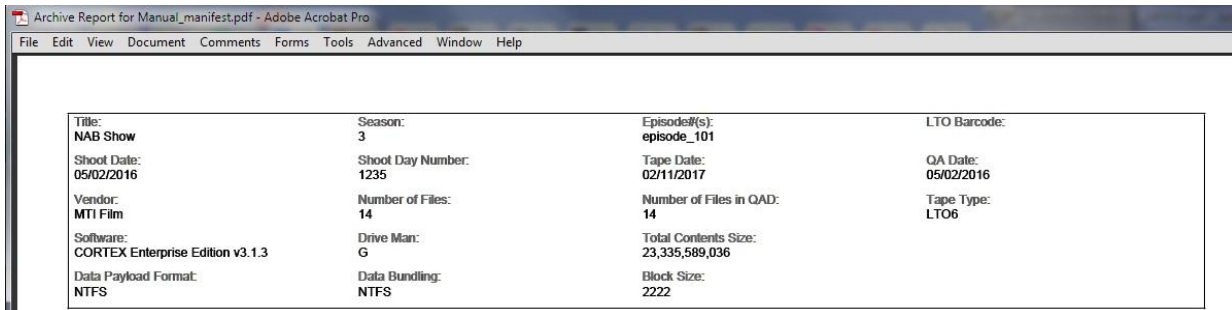 Archive Report for Manual_manifest.pdf - Adobe Acrobat Pro
File Edit View Document Comments Forms Tools Advanced Window Help
Title: Season: Episode#(s): LTO Barcode:
NAB Show 3 episode_101
Shoot Date: Shoot Day Number: Tape Date: QA Date:
05/02/2016 1235 02/11/2017 05/02/2016
Vendor: Number of Files: Number of Files in QAD: Tape Type:
MTI Film 14 14 LTO6
Software: Drive Man: Total Contents Size:
CORTEX Enterprise Edition v3.1.3 G 23,335,589,036
Data Payload Format: Data Bundling: Block Size:
NTFS NTFS 2222